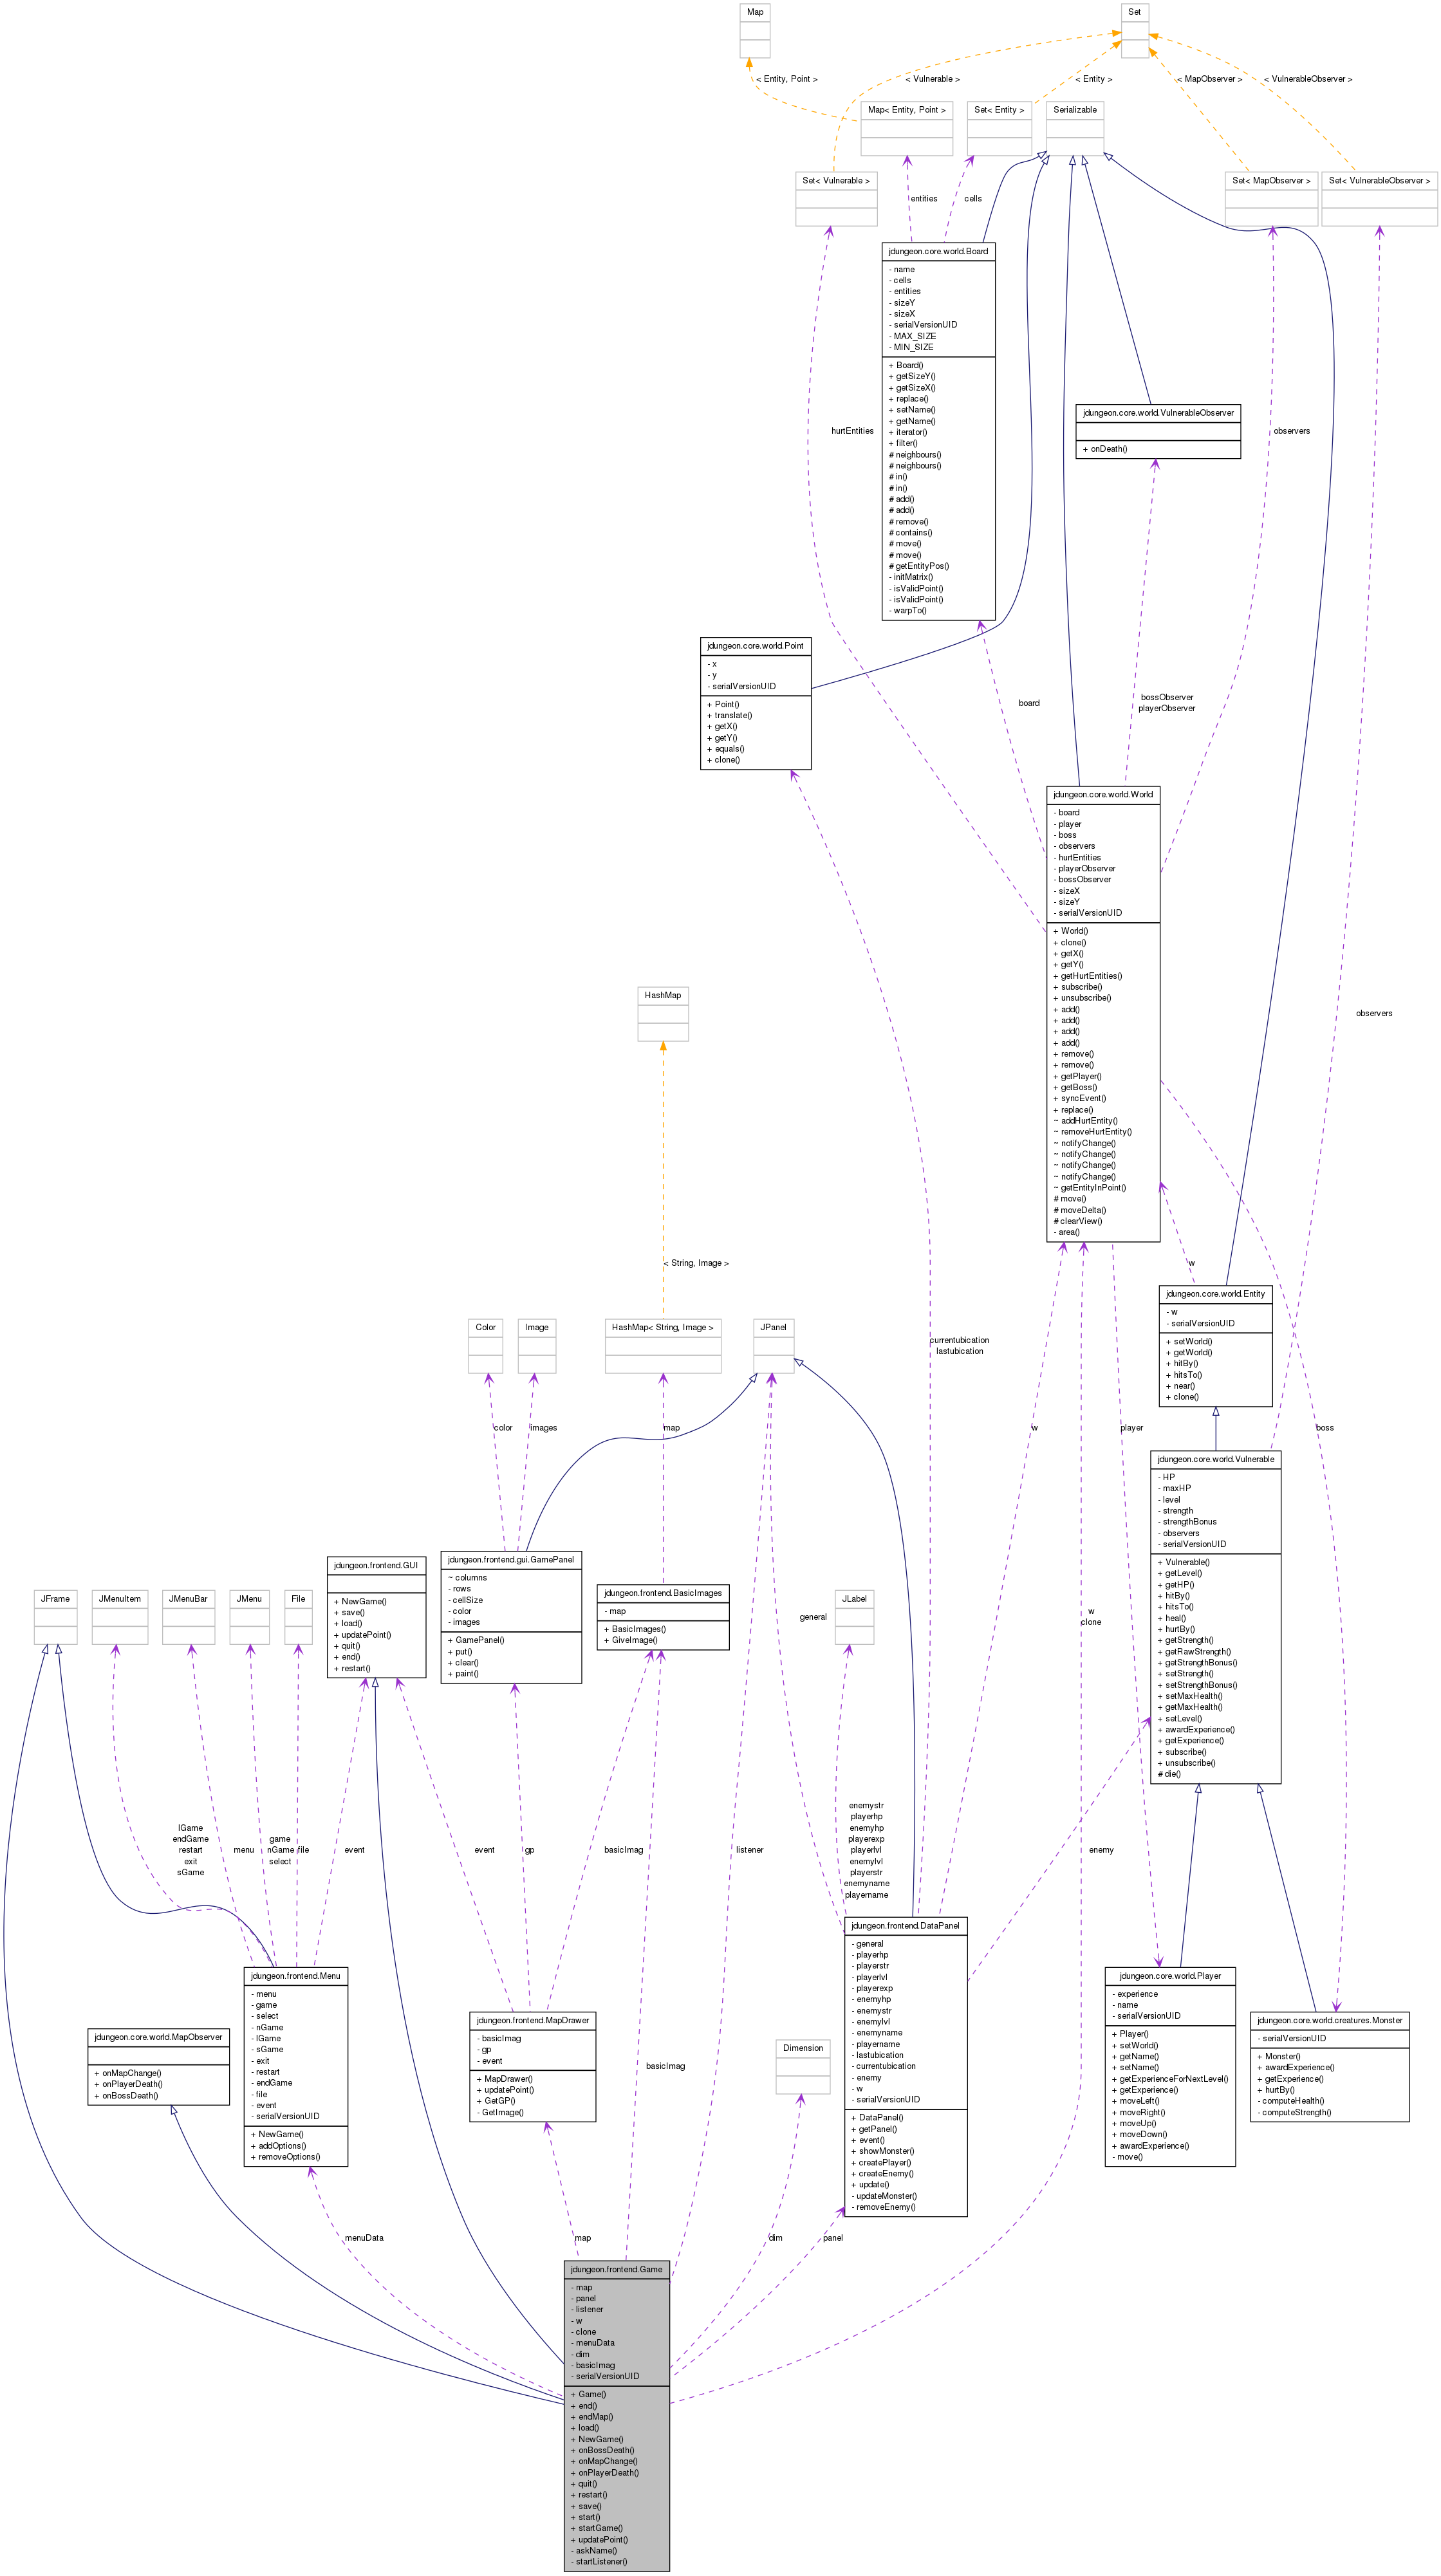 Map
Set
< Entity, Point >
< Vulnerable >
< Entity >
< MapObserver >
< VulnerableObserver >
Map< Entity, Point >
Set< Entity >
Serializable
Set< Vulnerable >
Set< MapObserver >
Set< VulnerableObserver >
entities
cells
jdungeon.core.world.Board
- name
- cells
- entities
- sizeY
- sizeX
- serialVersionUID
- MAX_SIZE
- MIN_SIZE
+ Board()
+ getSizeY()
+ getSizeX()
+ replace()
+ setName()
+ getName()
+ iterator()
+ filter()
# neighbours()
# neighbours()
# in()
# in()
# add()
# add()
# remove()
# contains()
# move()
# move()
# getEntityPos()
- initMatrix()
- isValidPoint()
- isValidPoint()
- warpTo()
jdungeon.core.world.VulnerableObserver
+ onDeath()
hurtEntities
observers
jdungeon.core.world.Point
- x
- y
- serialVersionUID
+ Point()
+ translate()
+ getX()
+ getY()
+ equals()
+ clone()
board
bossObserver
playerObserver
jdungeon.core.world.World
- board
- player
- boss
- observers
- hurtEntities
- playerObserver
- bossObserver
- sizeX
- sizeY
- serialVersionUID
+ World()
+ clone()
+ getX()
+ getY()
+ getHurtEntities()
+ subscribe()
+ unsubscribe()
+ add()
+ add()
+ add()
+ add()
+ remove()
+ remove()
+ getPlayer()
+ getBoss()
+ syncEvent()
+ replace()
~ addHurtEntity()
~ removeHurtEntity()
~ notifyChange()
~ notifyChange()
~ notifyChange()
~ notifyChange()
~ getEntityInPoint()
# move()
# moveDelta()
# clearView()
- area()
observers
HashMap
< String, Image >
w
jdungeon.core.world.Entity
- w
- serialVersionUID
+ setWorld()
+ getWorld()
+ hitBy()
+ hitsTo()
+ near()
+ clone()
Color
Image
HashMap< String, Image >
JPanel
currentubication
lastubication
color
images
map
w
player
boss
jdungeon.core.world.Vulnerable
- HP
- maxHP
- level
- strength
- strengthBonus
- observers
- serialVersionUID
+ Vulnerable()
+ getLevel()
+ getHP()
+ hitBy()
+ hitsTo()
+ heal()
+ hurtBy()
+ getStrength()
+ getRawStrength()
+ getStrengthBonus()
+ setStrength()
+ setStrengthBonus()
+ setMaxHealth()
+ getMaxHealth()
+ setLevel()
+ awardExperience()
+ getExperience()
+ subscribe()
+ unsubscribe()
# die()
JFrame
JMenuItem
JMenuBar
JMenu
File
jdungeon.frontend.GUI
+ NewGame()
+ save()
+ load()
+ updatePoint()
+ quit()
+ end()
+ restart()
jdungeon.frontend.gui.GamePanel
~ columns
- rows
- cellSize
- color
- images
+ GamePanel()
+ put()
+ clear()
+ paint()
jdungeon.frontend.BasicImages
- map
+ BasicImages()
+ GiveImage()
general
JLabel
w
clone
lGame
endGame
restart
exit
sGame
menu
game
nGame
select
file
event
event
gp
basicImag
listener
enemystr
playerhp
enemyhp
playerexp
playerlvl
enemylvl
playerstr
enemyname
playername
enemy
jdungeon.frontend.DataPanel
- general
- playerhp
- playerstr
- playerlvl
- playerexp
- enemyhp
- enemystr
- enemylvl
- enemyname
- playername
- lastubication
- currentubication
- enemy
- w
- serialVersionUID
+ DataPanel()
+ getPanel()
+ event()
+ showMonster()
+ createPlayer()
+ createEnemy()
+ update()
- updateMonster()
- removeEnemy()
jdungeon.frontend.Menu
- menu
- game
- select
- nGame
- lGame
- sGame
- exit
- restart
- endGame
- file
- event
- serialVersionUID
+ NewGame()
+ addOptions()
+ removeOptions()
jdungeon.core.world.Player
- experience
- name
- serialVersionUID
+ Player()
+ setWorld()
+ getName()
+ setName()
+ getExperienceForNextLevel()
+ getExperience()
+ moveLeft()
+ moveRight()
+ moveUp()
+ moveDown()
+ awardExperience()
- move()
jdungeon.core.world.creatures.Monster
- serialVersionUID
+ Monster()
+ awardExperience()
+ getExperience()
+ hurtBy()
- computeHealth()
- computeStrength()
jdungeon.core.world.MapObserver
+ onMapChange()
+ onPlayerDeath()
+ onBossDeath()
jdungeon.frontend.MapDrawer
- basicImag
- gp
- event
+ MapDrawer()
+ updatePoint()
+ GetGP()
- GetImage()
Dimension
basicImag
menuData
map
dim
panel
jdungeon.frontend.Game
- map
- panel
- listener
- w
- clone
- menuData
- dim
- basicImag
- serialVersionUID
+ Game()
+ end()
+ endMap()
+ load()
+ NewGame()
+ onBossDeath()
+ onMapChange()
+ onPlayerDeath()
+ quit()
+ restart()
+ save()
+ start()
+ startGame()
+ updatePoint()
- askName()
- startListener()